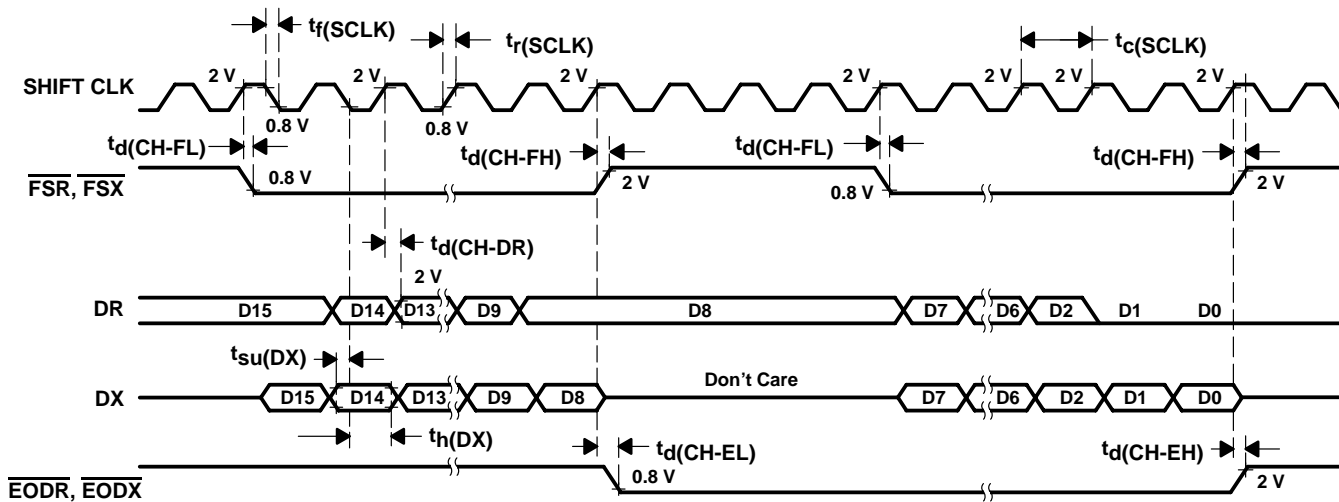 tf(SCLK)
tr(SCLK)
tc(SCLK)
SHIFT CLK
2 V
2 V
2 V
2 V
2 V
2 V
2 V
2 V
0.8 V
0.8 V
td(CH-FL)
td(CH-FH)
td(CH-FL)
td(CH-FH)
FSR, FSX
0.8 V
2 V
0.8 V
2 V
td(CH-DR)
2 V
DR
D15
D14
D13
D9
D8
D7
D6
D2
D1
D0
tsu(DX)
DX
D15
D14
D13
D9
D8
Don't Care
D7
D6
D2
D1
D0
th(DX)
td(CH-EL)
td(CH-EH)
EODR, EODX
0.8 V
2 V